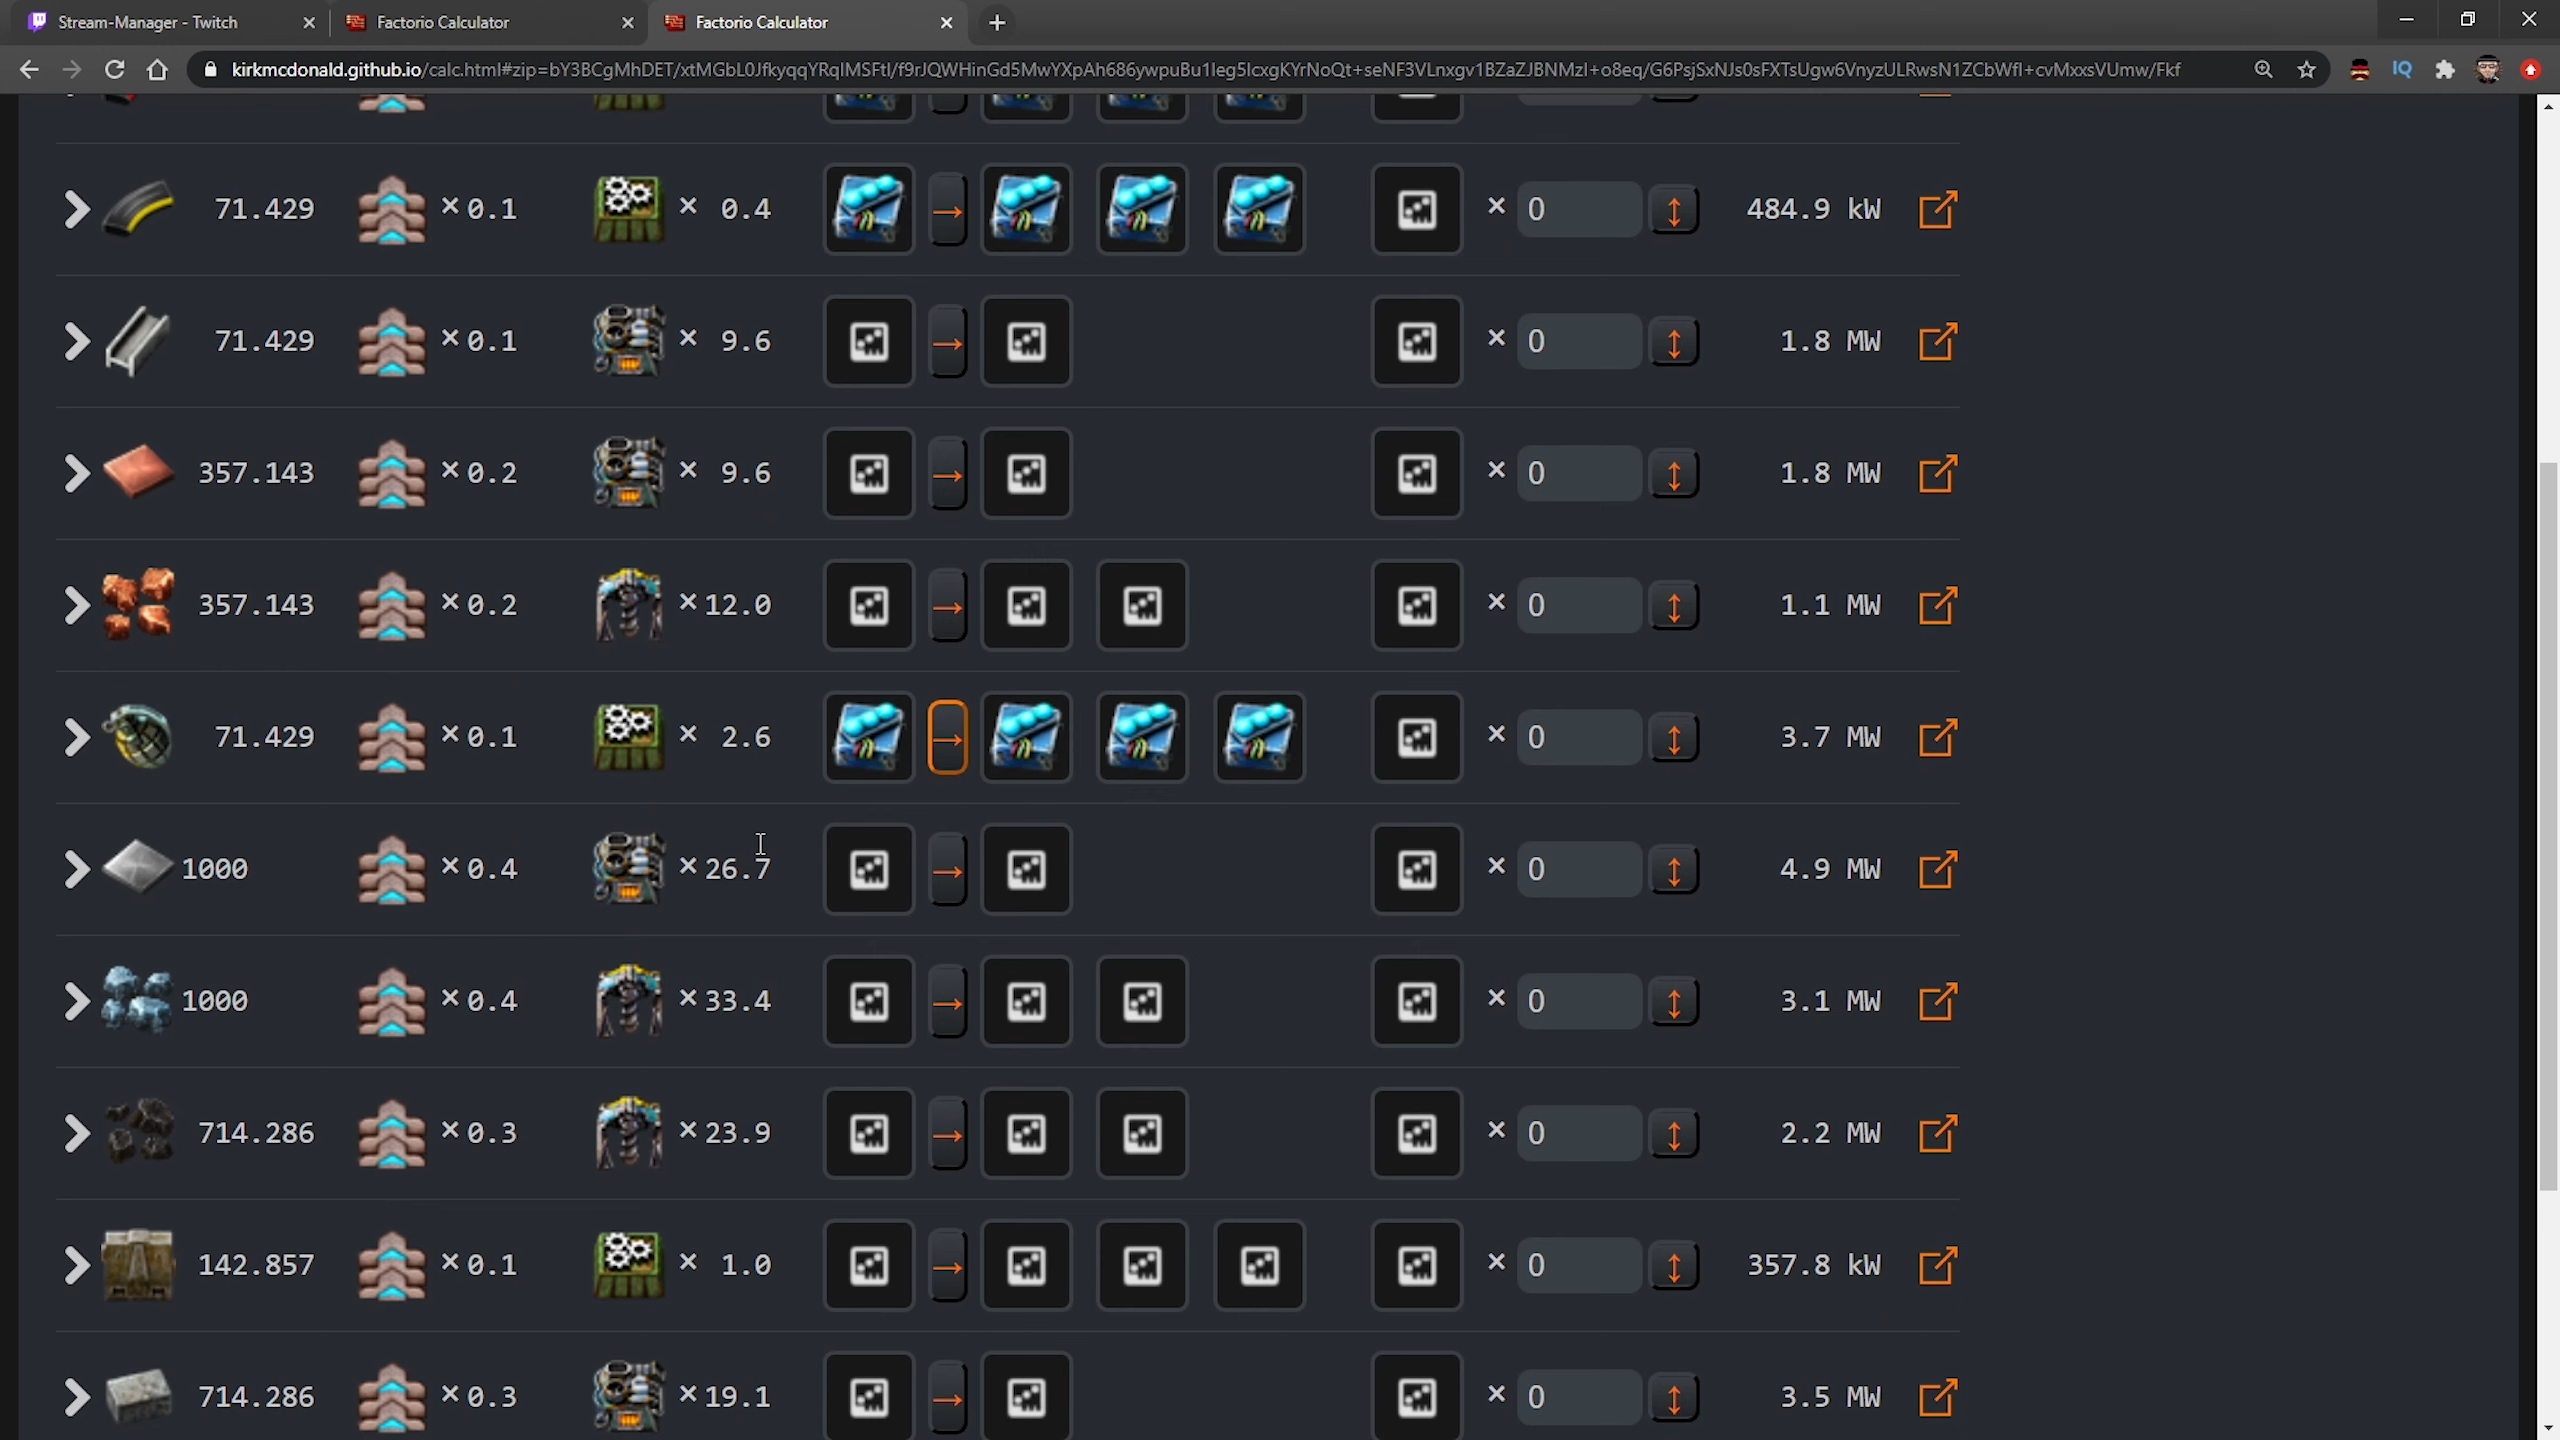 Stream-Manager - Twitch
Factorio Calculator
Factorio Calculator
kirkmcdonald.github.io/calc.html#zip=bY3BCgMhDET/xtMGbL0JfkyqqYRqIMSFtI/f9rJQWHinGd5MwYXpAh686ywpuBu1leg5IcxgKYrNoQt+seNF3VLnxgv1BZaZJBNMzI+o8eq/G6PsjSxNJs0sFXTsUgw6VnyzULRwsN1ZCbWfI+cvMxxsVUmw/Fkf
IQ
71.429 × 0.1 × 0.4 × 0 484.9 kW
71.429 × 0.1 × 9.6 × 0 1.8 MW
357.143 × 0.2 × 9.6 × 0 1.8 MW
357.143 × 0.2 × 12.0 × 0 1.1 MW
71.429 × 0.1 × 2.6 × 0 3.7 MW
1000 × 0.4 × 26.7 × 0 4.9 MW
1000 × 0.4 × 33.4 × 0 3.1 MW
714.286 × 0.3 × 23.9 × 0 2.2 MW
142.857 × 0.1 × 1.0 × 0 357.8 kW
714.286 × 0.3 × 19.1 × 0 3.5 MW